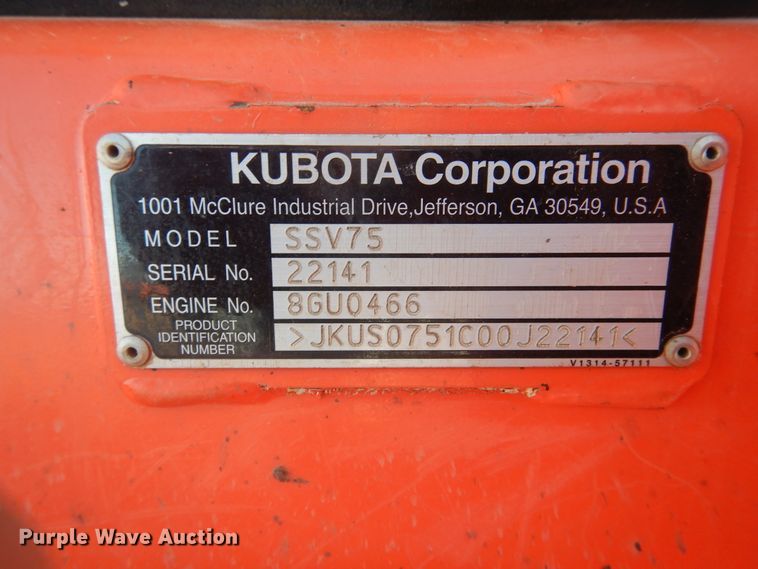 KUBOTA Corporation
1001 McClure Industrial Drive,Jefferson, GA 30549, U.S.A
MODEL SSV75
SERIAL No. 22141
ENGINE No. 8GU0466
PRODUCT IDENTIFICATION NUMBER >JKUS0751C00J22141<
V1314-57111
Purple Wave Auction